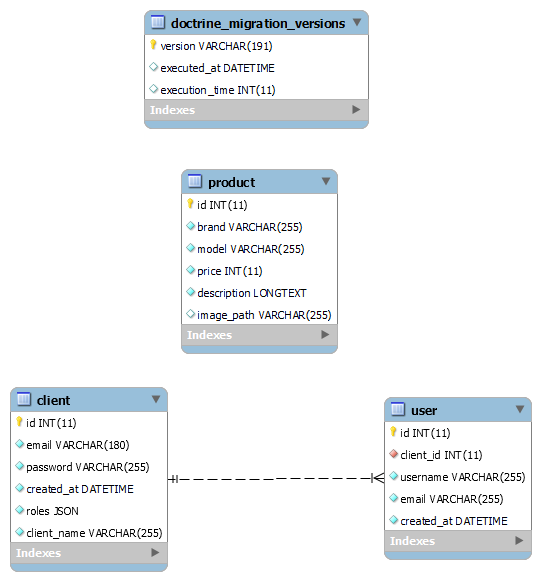 doctrine_migration_versions
version VARCHAR(191)
executed_at DATETIME
execution_time INT(11)
Indexes
product
id INT(11)
brand VARCHAR(255)
model VARCHAR(255)
price INT(11)
description LONGTEXT
image_path VARCHAR(255)
Indexes
client
id INT(11)
email VARCHAR(180)
password VARCHAR(255)
created_at DATETIME
roles JSON
client_name VARCHAR(255)
Indexes
user
id INT(11)
client_id INT(11)
username VARCHAR(255)
email VARCHAR(255)
created_at DATETIME
Indexes